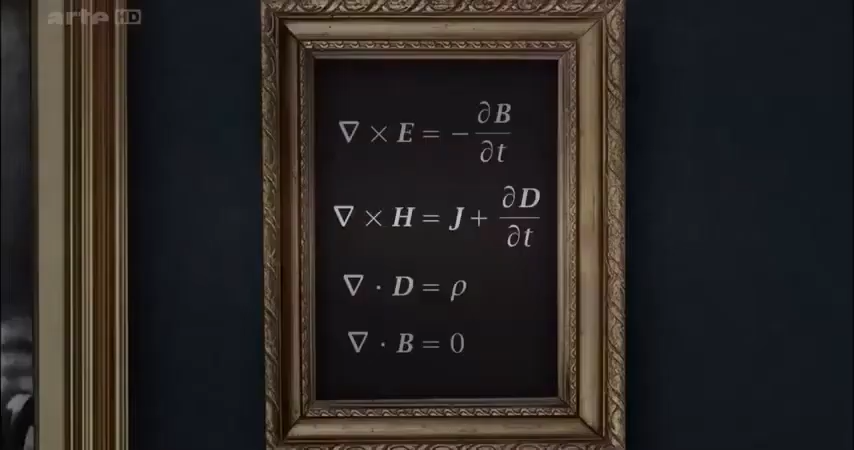 arte HD
∇ × E = − ∂B/∂t
∇ × H = J + ∂D/∂t
∇ · D = ρ
∇ · B = 0